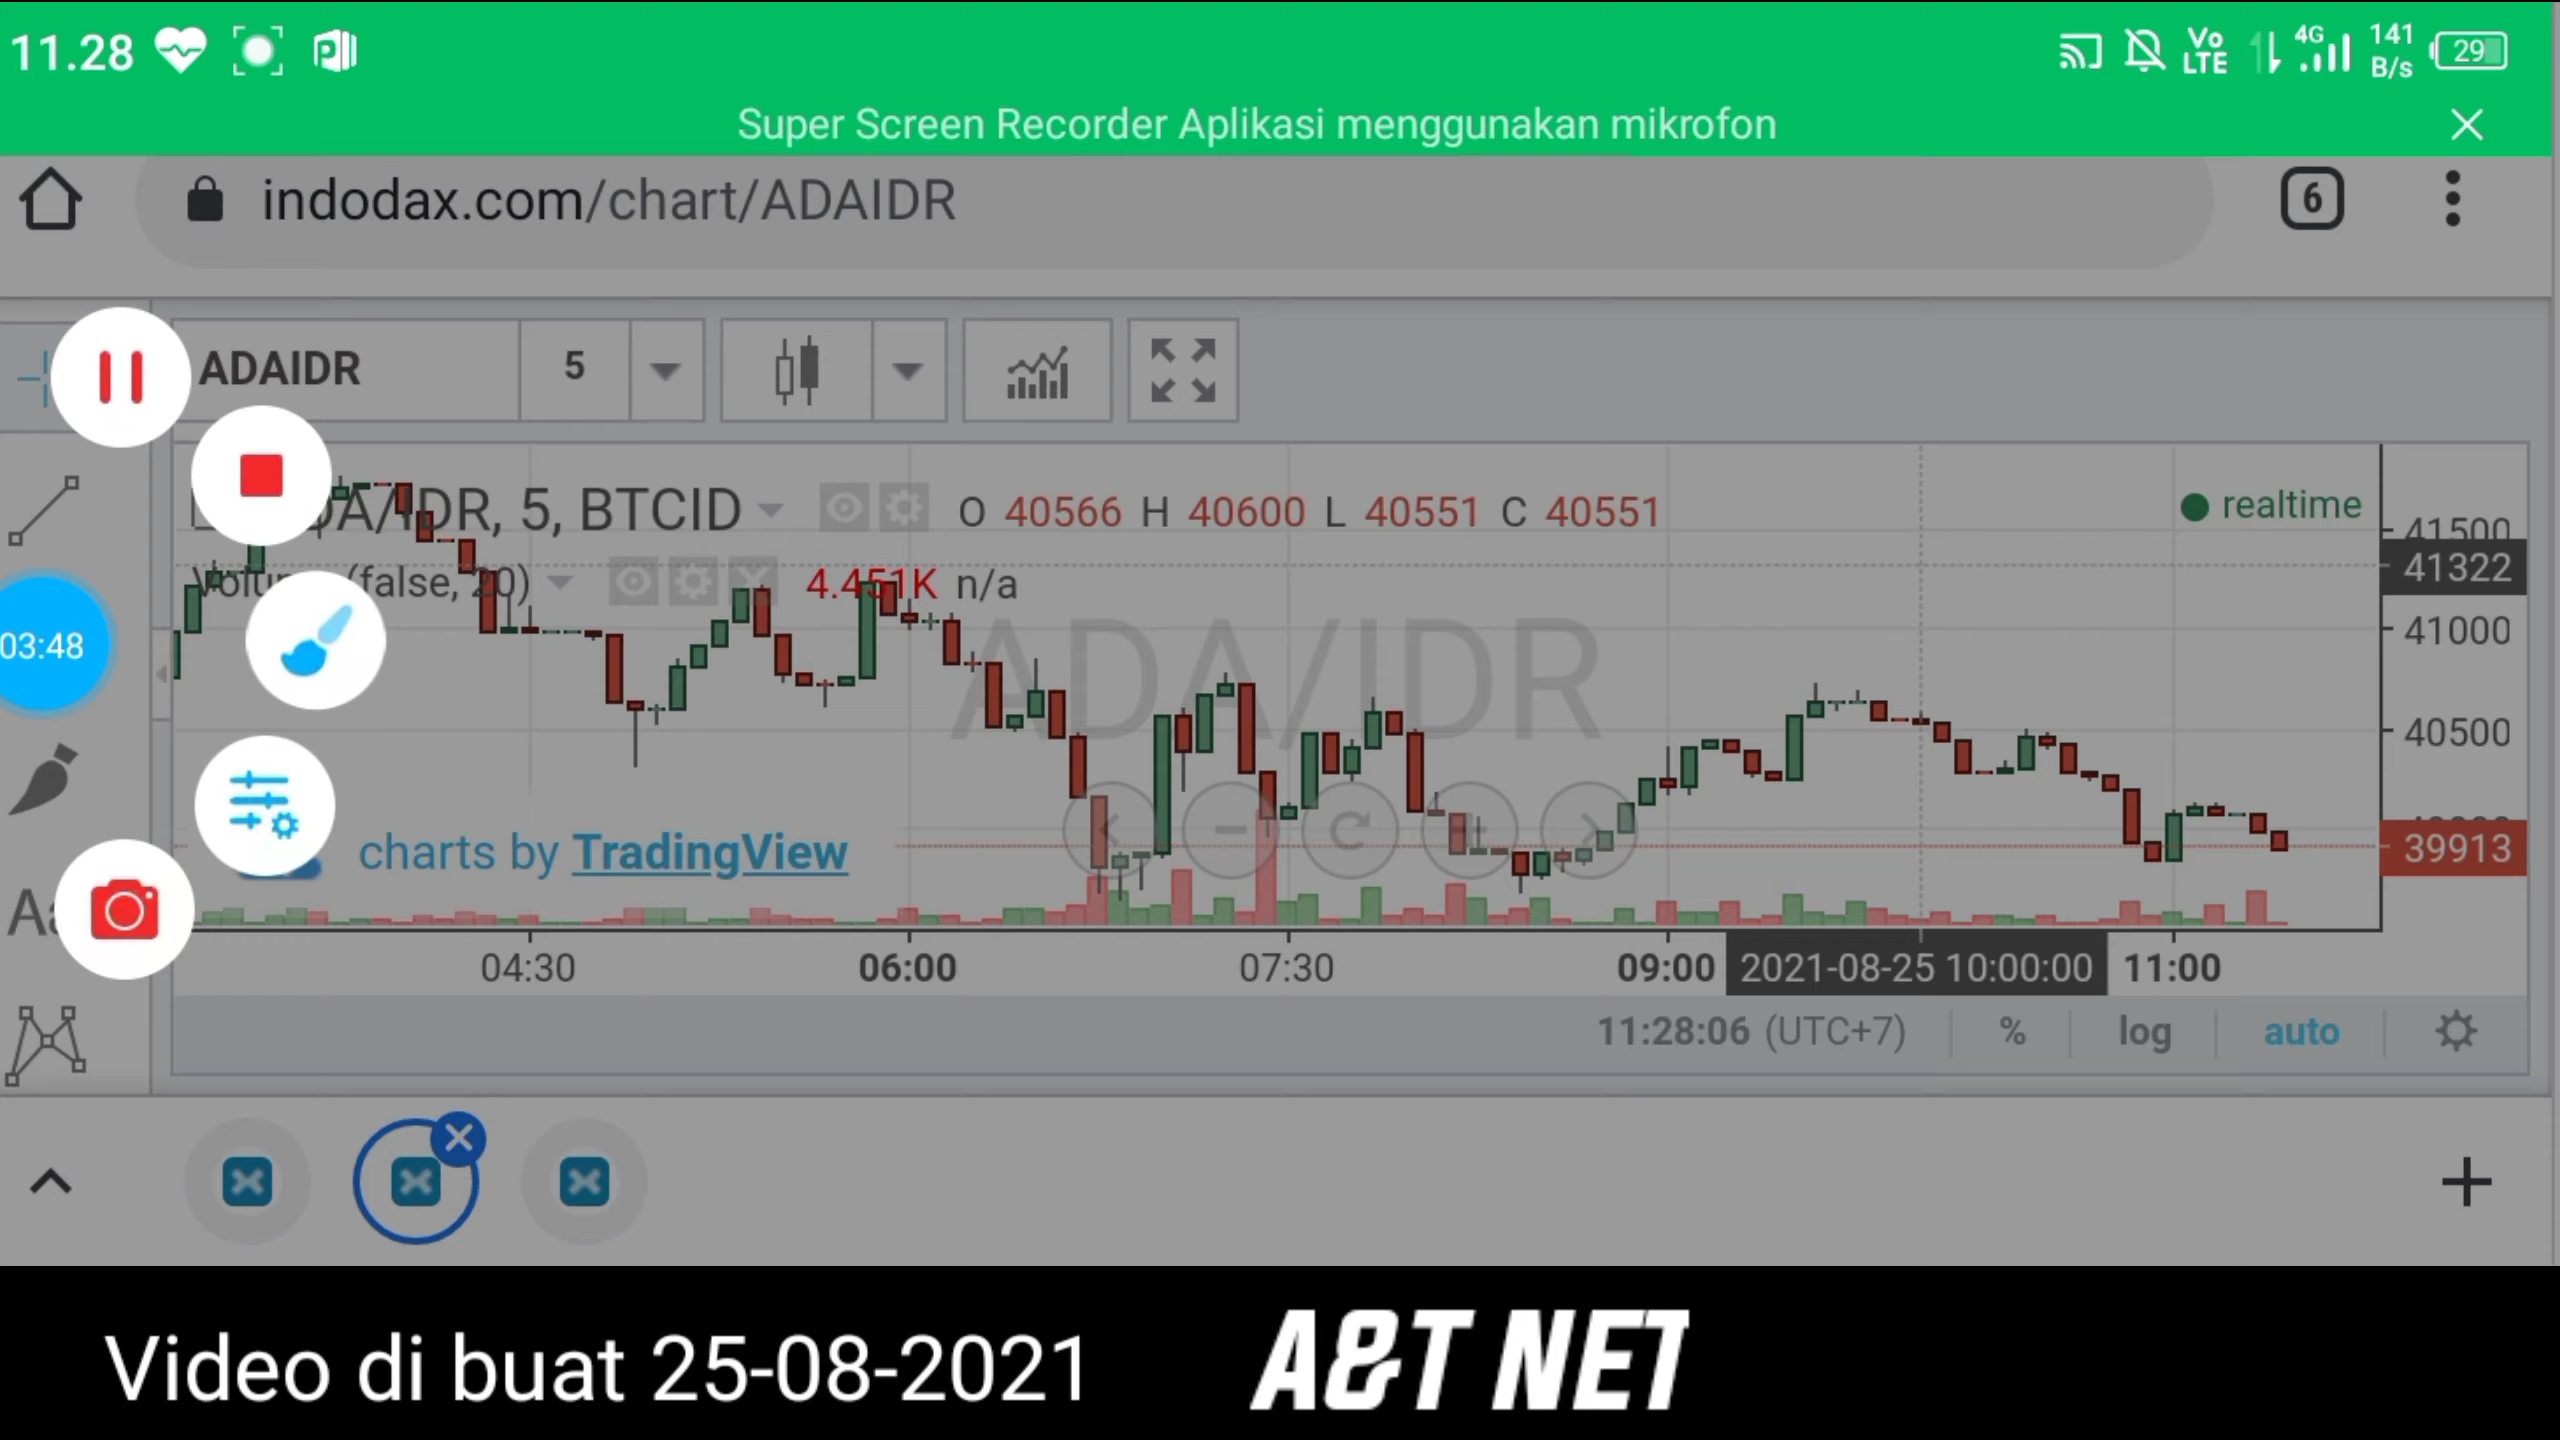 11.28
Vo LTE 4G 141 B/s 29
Super Screen Recorder Aplikasi menggunakan mikrofon
indodax.com/chart/ADAIDR
6
ADAIDR 5
A/IDR, 5, BTCID O 40566 H 40600 L 40551 C 40551
realtime
41500
41322
(false, 20) 4.451K n/a
03:48
ADA/IDR
41000
40500
charts by TradingView
39913
04:30 06:00 07:30 09:00 2021-08-25 10:00:00 11:00
11:28:06 (UTC+7) % log auto
Video di buat 25-08-2021
A&T NET